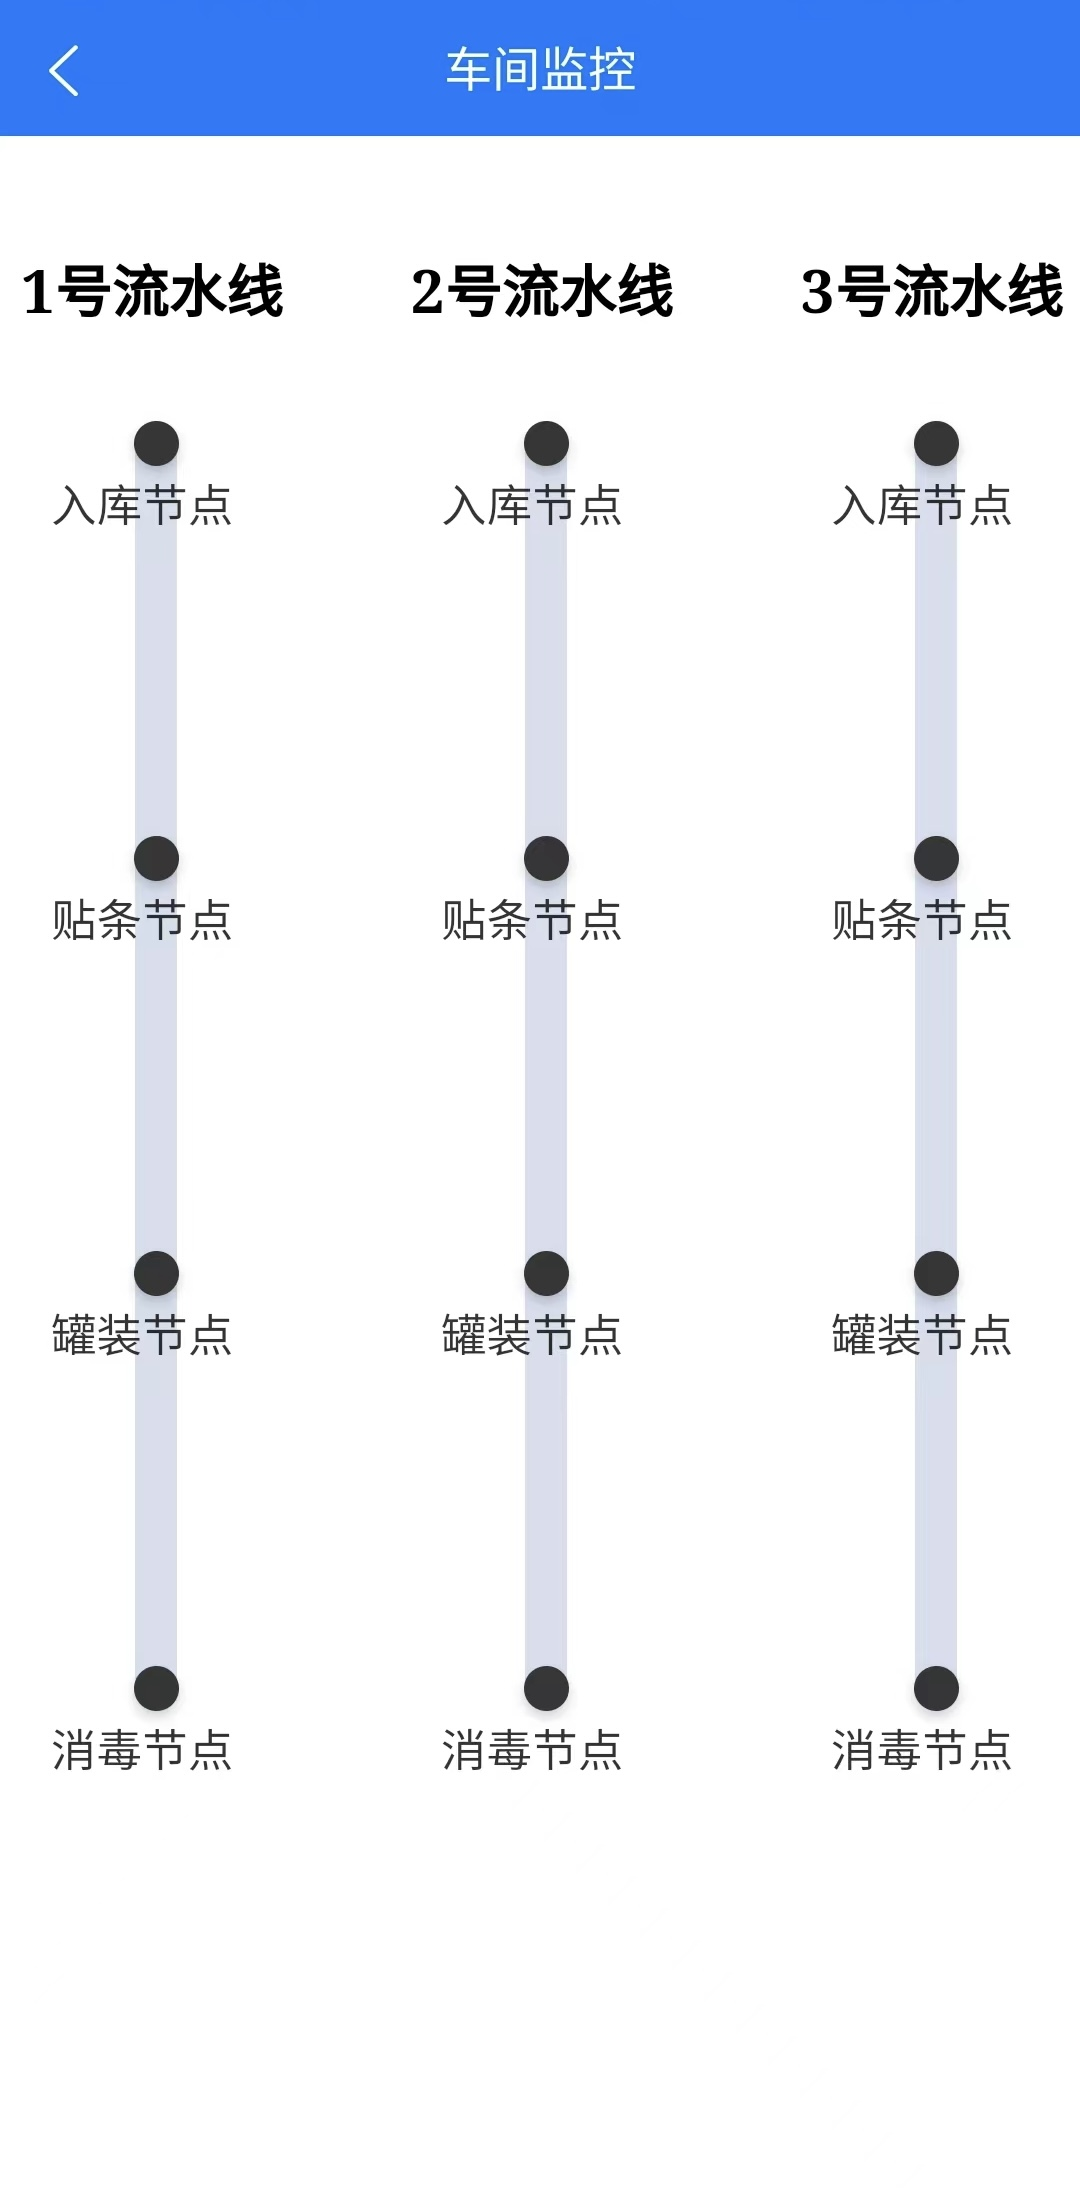 车间监控
1号流水线 2号流水线 3号流水线
入库节点 入库节点 入库节点
贴条节点 贴条节点 贴条节点
罐装节点 罐装节点 罐装节点
消毒节点 消毒节点 消毒节点